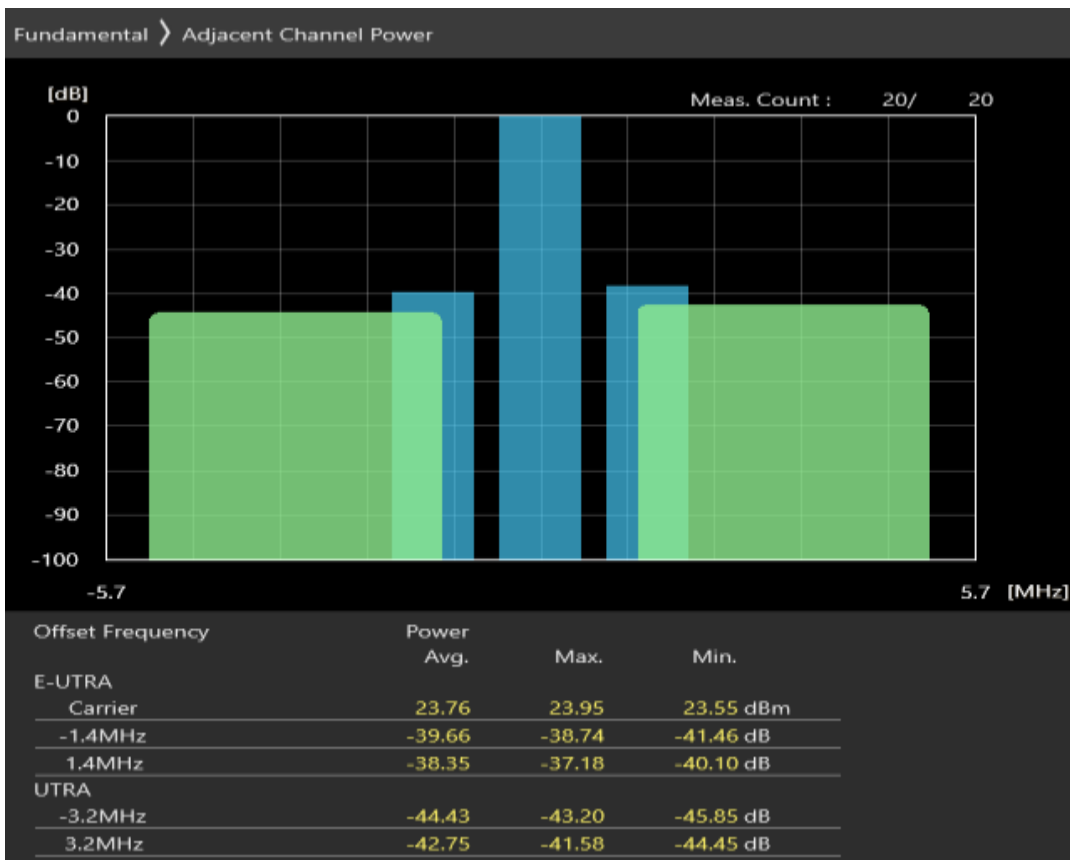 Fundamental 〉 Adjacent Channel Power
[dB]
Meas. Count : 20/ 20
0
-10
-20
-30
-40
-50
-60
-70
-80
-90
-100
-5.7 5.7 [MHz]
Offset Frequency Power
Avg. Max. Min.
E-UTRA
Carrier 23.76 23.95 23.55 dBm
-1.4MHz -39.66 -38.74 -41.46 dB
1.4MHz -38.35 -37.18 -40.10 dB
UTRA
-3.2MHz -44.43 -43.20 -45.85 dB
3.2MHz -42.75 -41.58 -44.45 dB